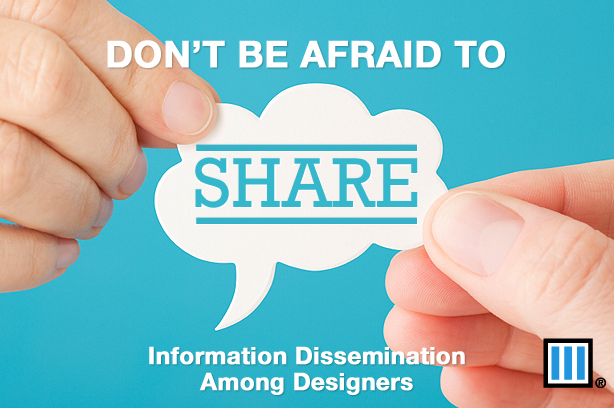 DON'T BE AFRAID TO
SHARE
Information Dissemination
Among Designers
®